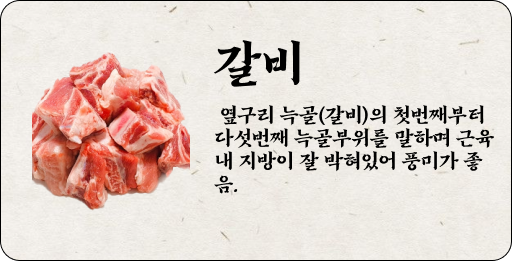 갈비
옆구리 늑골(갈비)의 첫번째부터
다섯번째 늑골부위를 말하며 근육
내 지방이 잘 박혀있어 풍미가 좋
음.